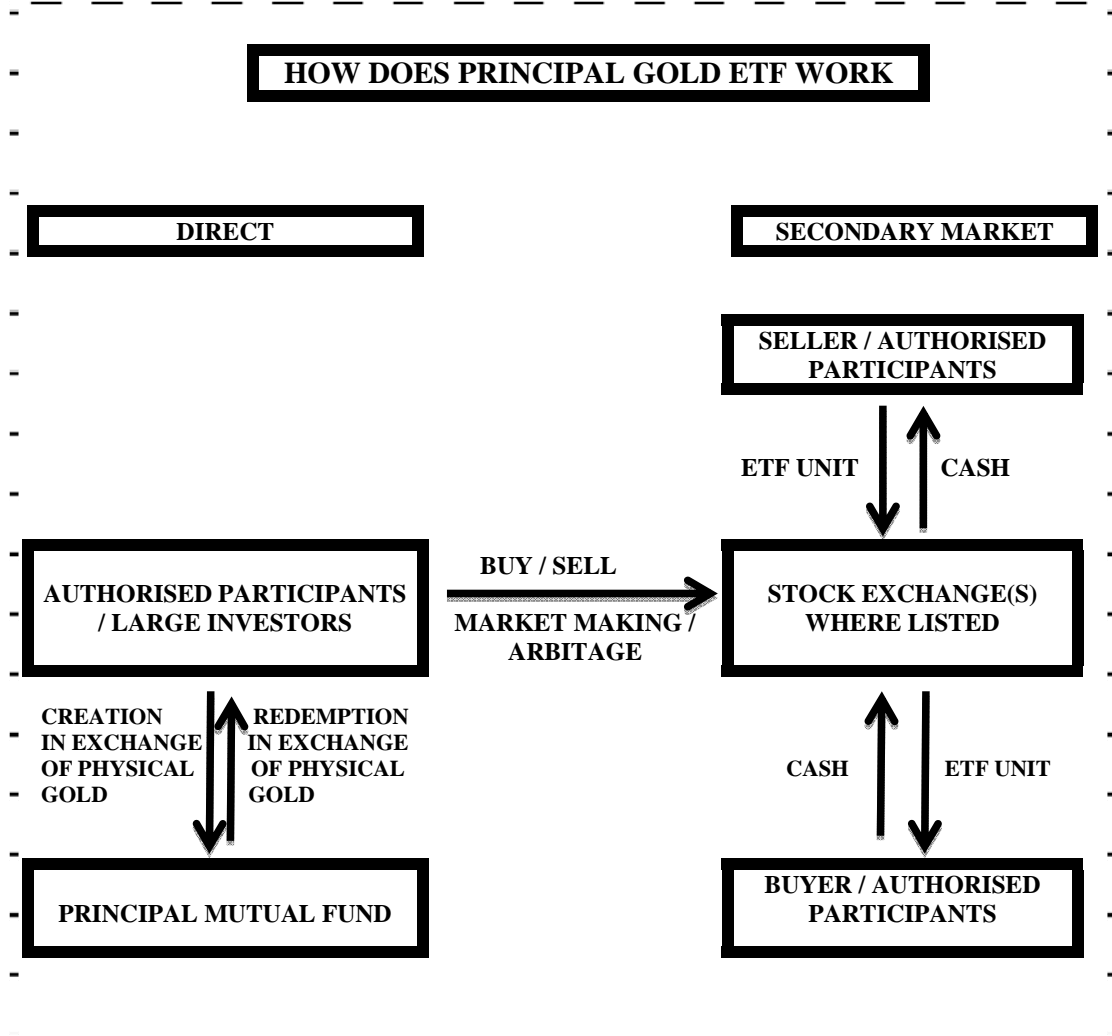 HOW DOES PRINCIPAL GOLD ETF WORK
DIRECT
SECONDARY MARKET
SELLER / AUTHORISED
PARTICIPANTS
ETF UNIT
CASH
AUTHORISED PARTICIPANTS
/ LARGE INVESTORS
BUY / SELL
MARKET MAKING /
ARBITAGE
STOCK EXCHANGE(S)
WHERE LISTED
CREATION
IN EXCHANGE
OF PHYSICAL
GOLD
REDEMPTION
IN EXCHANGE
OF PHYSICAL
GOLD
CASH
ETF UNIT
PRINCIPAL MUTUAL FUND
BUYER / AUTHORISED
PARTICIPANTS